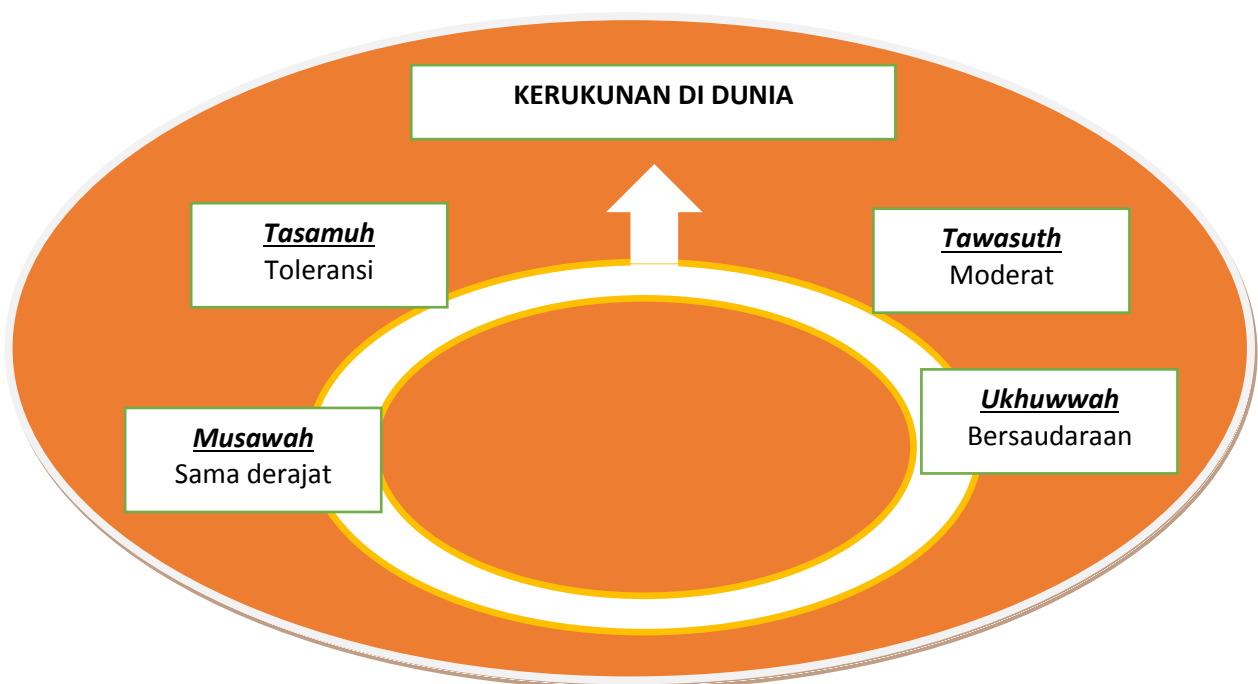 KERUKUNAN DI DUNIA
Tasamuh
Toleransi
Tawasuth
Moderat
Musawah
Sama derajat
Ukhuwwah
Bersaudaraan